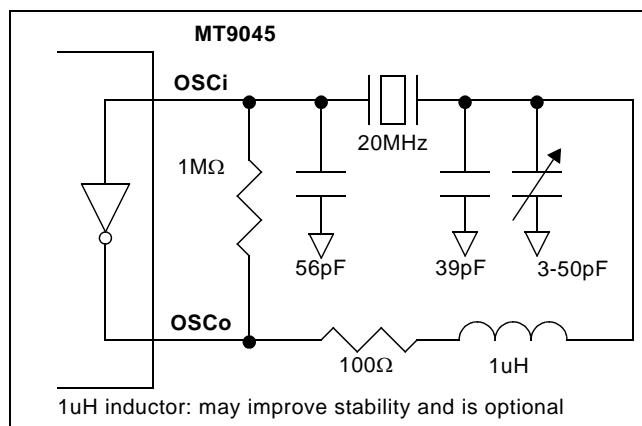 MT9045
OSCi
20MHz
1MΩ
56pF
39pF
3-50pF
OSCo
100Ω
1uH
1uH inductor: may improve stability and is optional